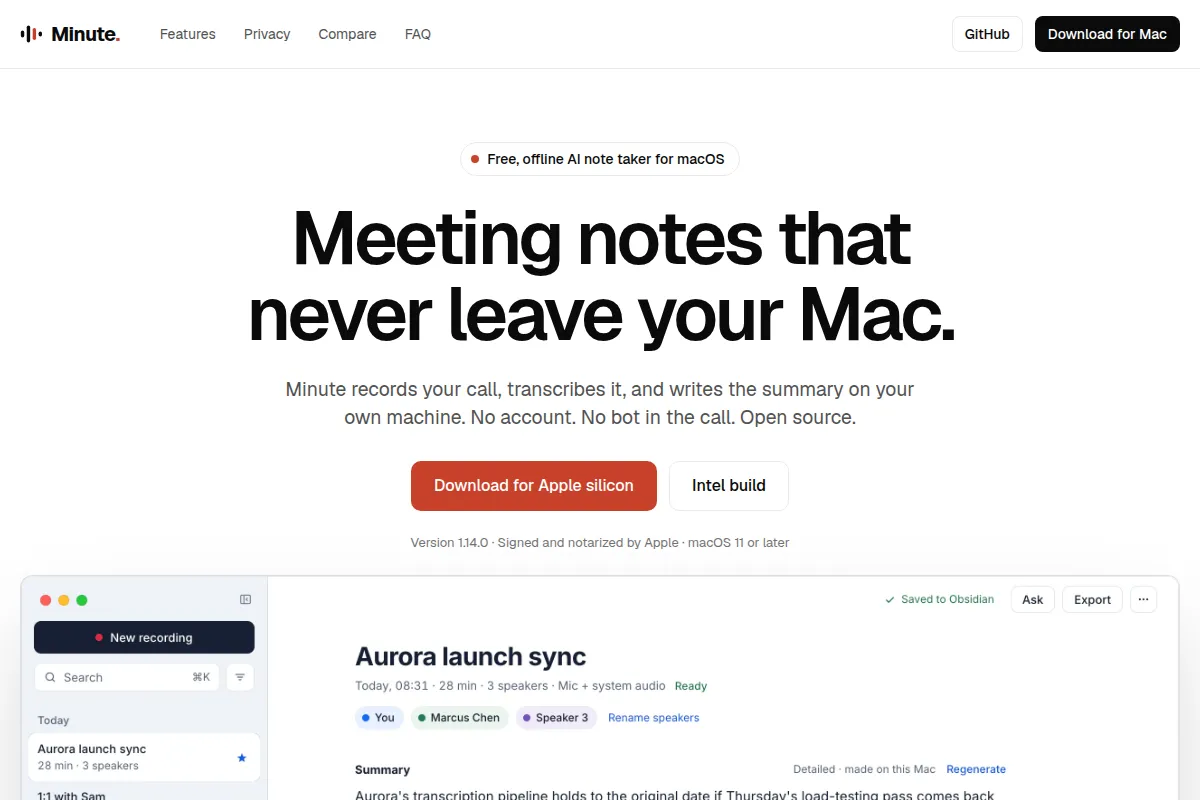 Minute.
Features
Privacy
Compare
FAQ
GitHub
Download for Mac
Free, offline AI note taker for macOS
Meeting notes that
never leave your Mac.
Minute records your call, transcribes it, and writes the summary on your
own machine. No account. No bot in the call. Open source.
Download for Apple silicon
Intel build
Version 1.14.0 · Signed and notarized by Apple · macOS 11 or later
New recording
Search
⌘K
Today
Aurora launch sync
28 min · 3 speakers
1:1 with Sam
Saved to Obsidian
Ask
Export
···
Aurora launch sync
Today, 08:31 · 28 min · 3 speakers · Mic + system audio Ready
You
Marcus Chen
Speaker 3
Rename speakers
Summary
Detailed · made on this Mac
Regenerate
Aurora's transcription pipeline holds to the original date if Thursday's load-testing pass comes back